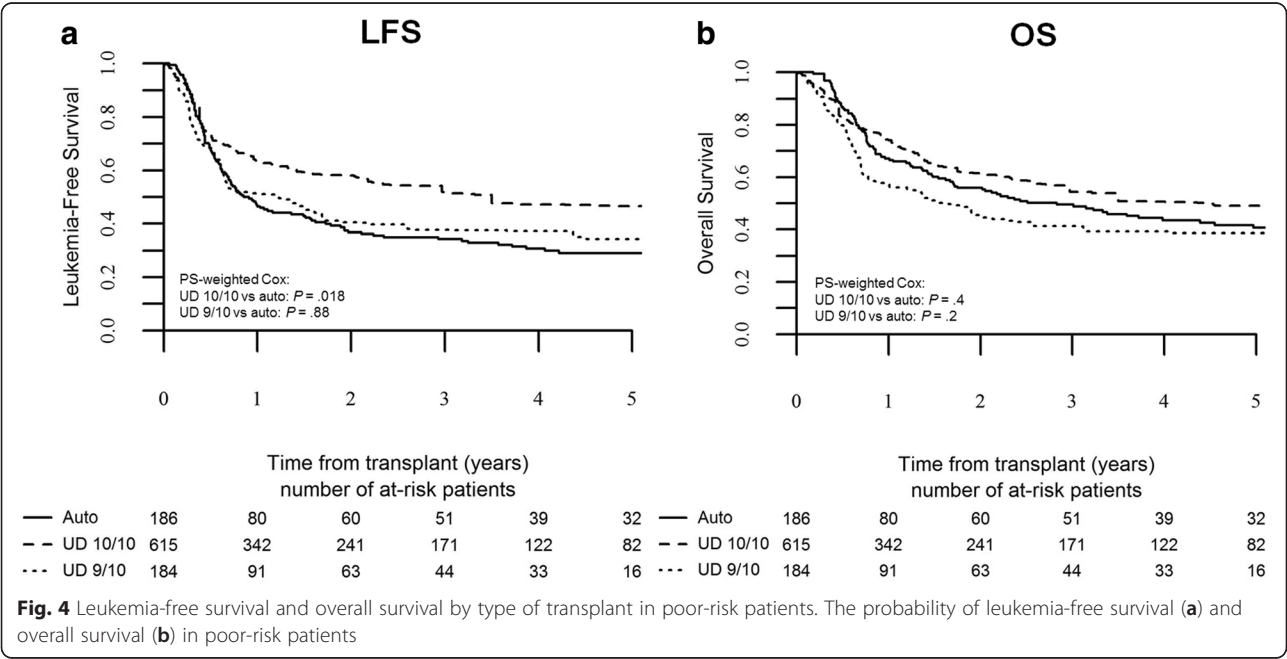 a LFS
1.0
0.8
0.6
0.4
0.2
0.0
Leukemia-Free Survival
PS-weighted Cox:
UD 10/10 vs auto: P = .018
UD 9/10 vs auto: P = .88
0 1 2 3 4 5
Time from transplant (years)
number of at-risk patients
Auto 186 80 60 51 39 32
UD 10/10 615 342 241 171 122 82
UD 9/10 184 91 63 44 33 16
b OS
1.0
0.8
0.6
0.4
0.2
0.0
Overall Survival
PS-weighted Cox:
UD 10/10 vs auto: P = .4
UD 9/10 vs auto: P = .2
0 1 2 3 4 5
Time from transplant (years)
number of at-risk patients
Auto 186 80 60 51 39 32
UD 10/10 615 342 241 171 122 82
UD 9/10 184 91 63 44 33 16
Fig. 4 Leukemia-free survival and overall survival by type of transplant in poor-risk patients. The probability of leukemia-free survival (a) and
overall survival (b) in poor-risk patients